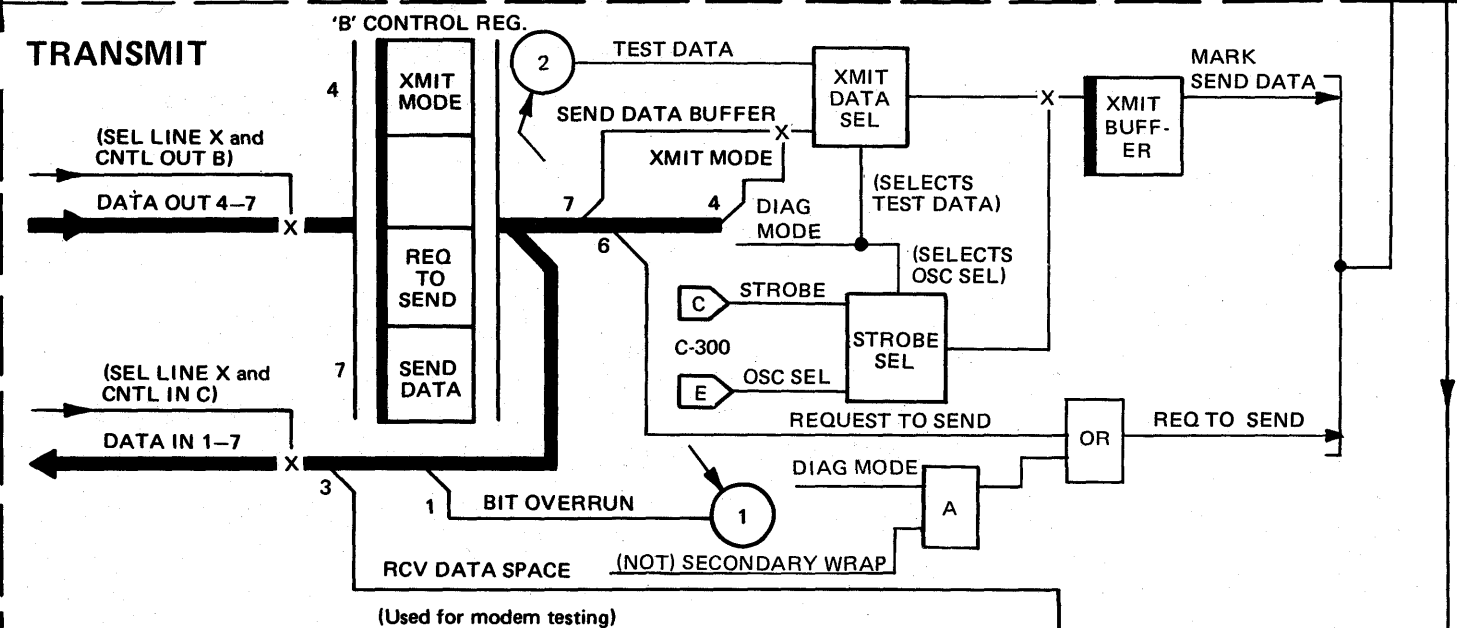 'B' CONTROL REG.
TRANSMIT
4
XMIT
MODE
2
TEST DATA
XMIT
DATA
SEL
MARK
SEND DATA
X
XMIT
BUFF-
ER
SEND DATA BUFFER
X
XMIT MODE
(SEL LINE X and
CNTL OUT B)
DATA OUT 4–7
X
7
4
6
DIAG
MODE
(SELECTS
TEST DATA)
(SELECTS
OSC SEL)
REQ
TO
SEND
C
STROBE
C-300
E
OSC SEL
STROBE
SEL
7
SEND
DATA
(SEL LINE X and
CNTL IN C)
DATA IN 1–7
X
REQUEST TO SEND
OR
REQ TO SEND
3
1
BIT OVERRUN
1
DIAG MODE
A
(NOT) SECONDARY WRAP
RCV DATA SPACE
(Used for modem testing)